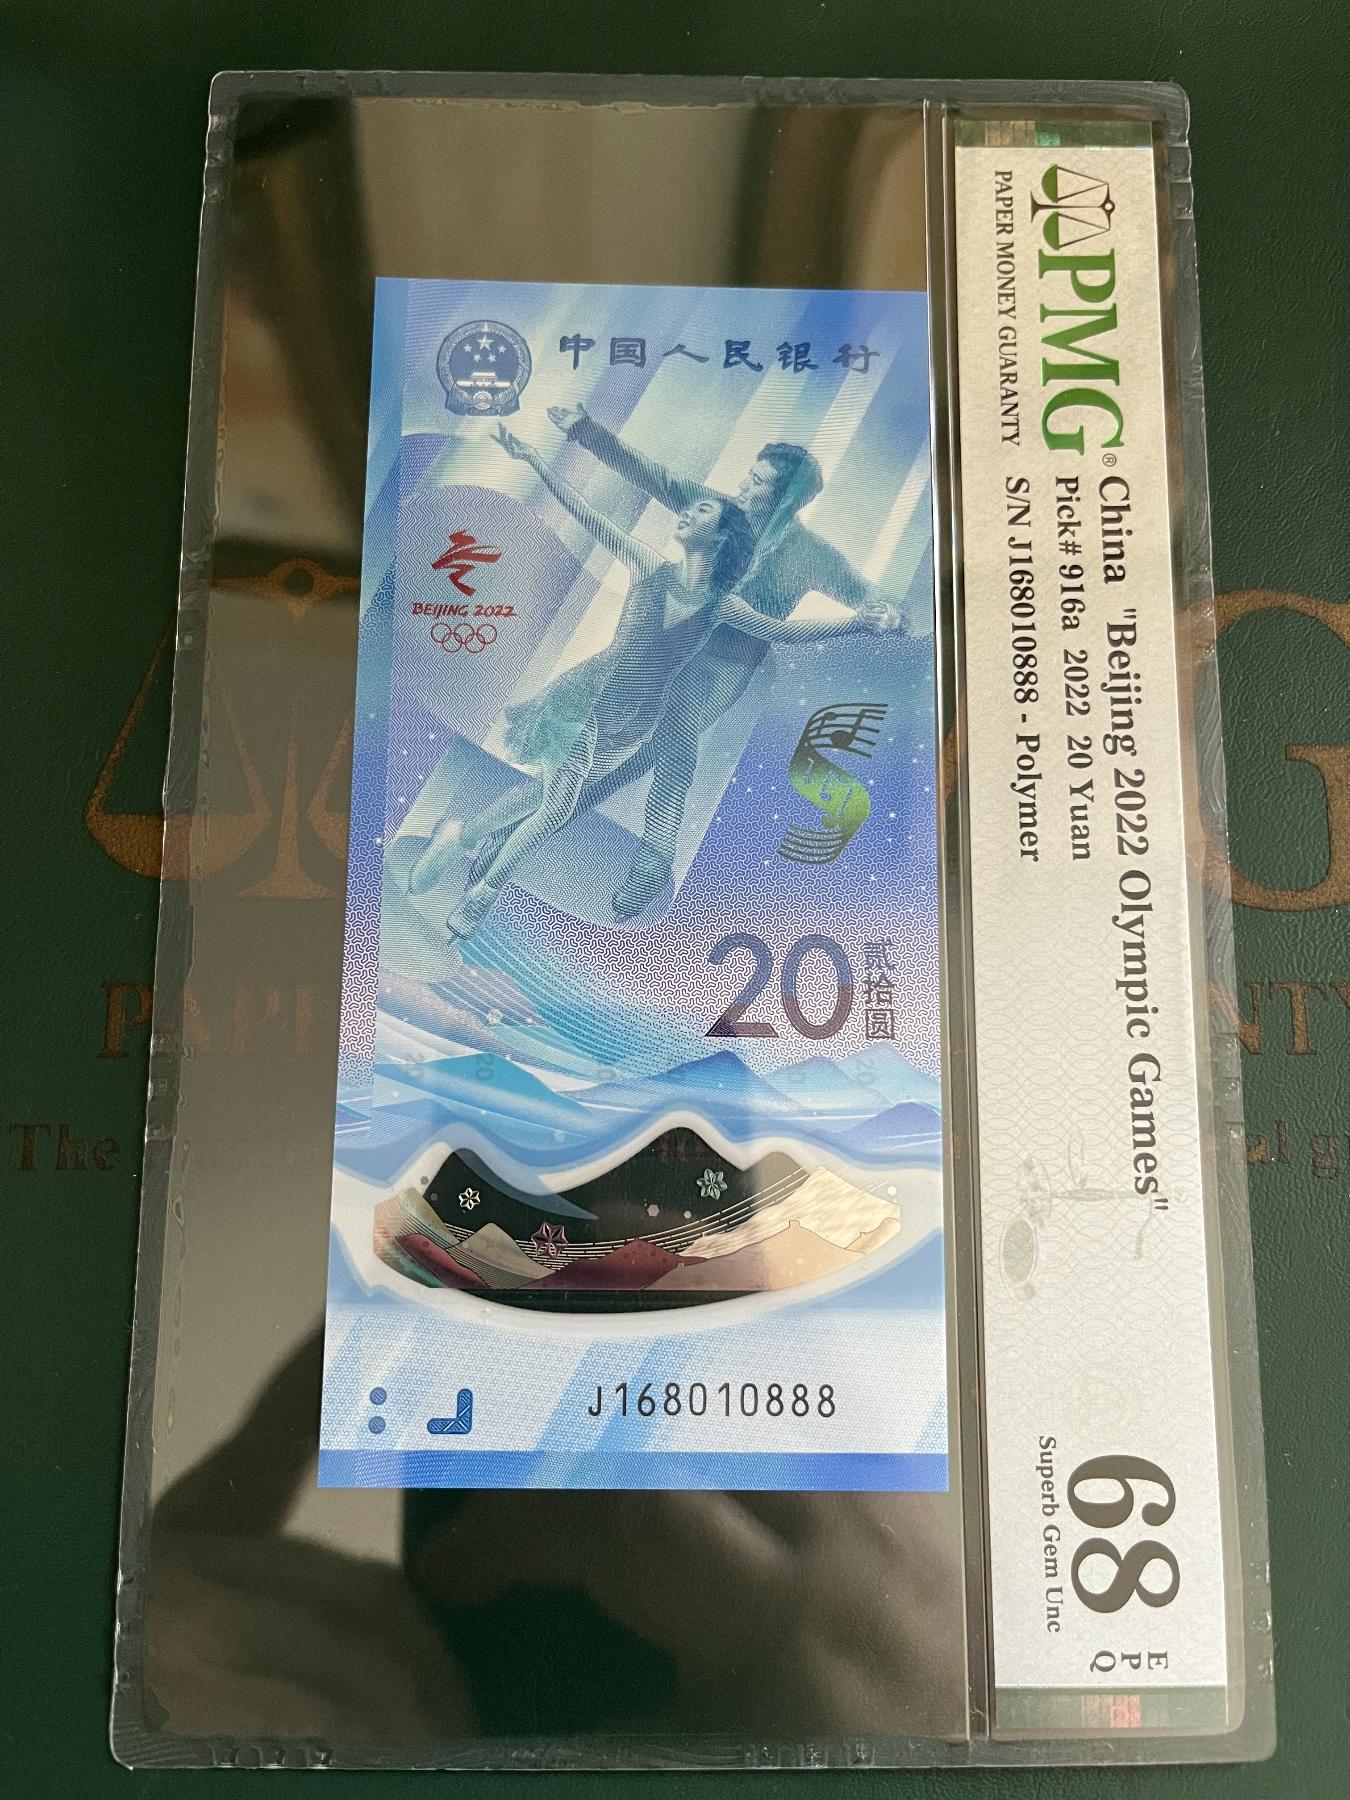 中国人民银行
BEIJING 2022
20
贰拾圆
J168010888
PMG®
PAPER MONEY GUARANTY
China "Beijing 2022 Olympic Games"
Pick# 916a 2022 20 Yuan
S/N J168010888 - Polymer
68
EPQ
Superb Gem Unc
The